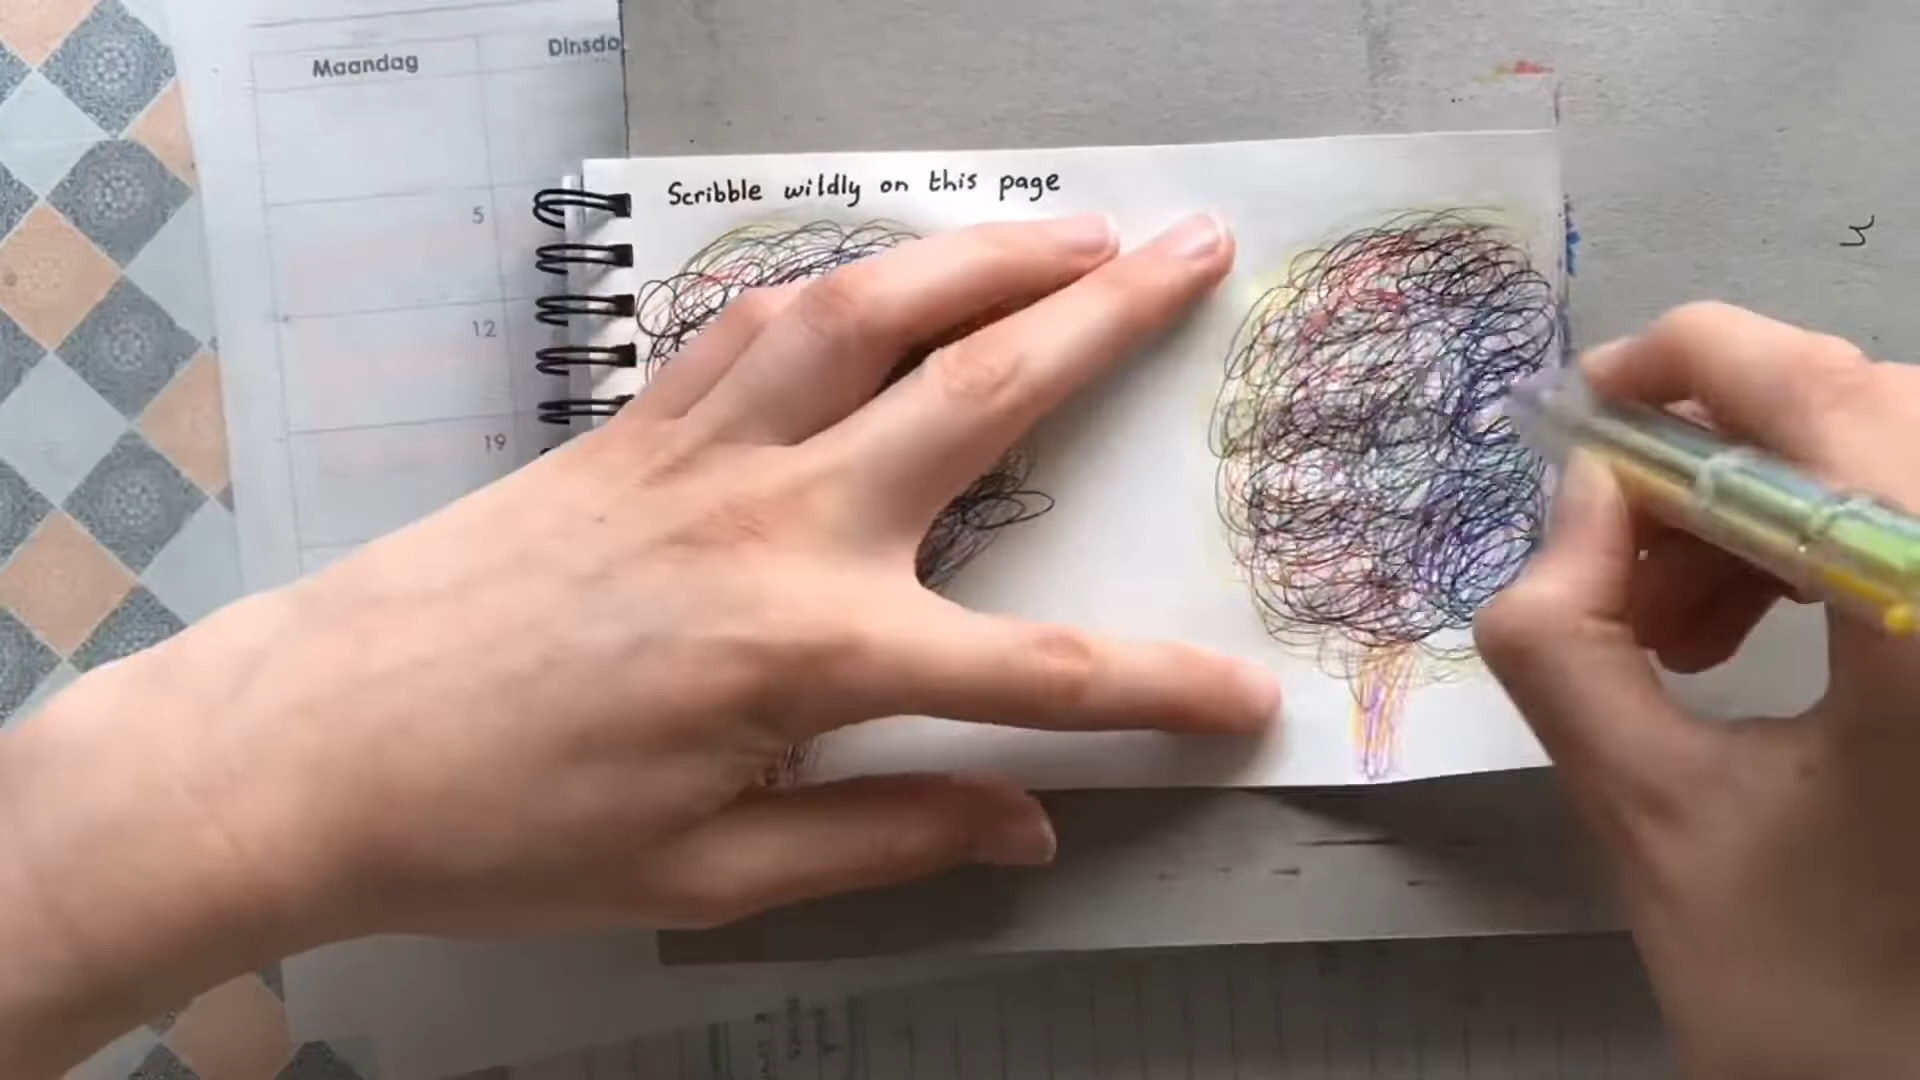 Maandag
Dinsdo
5
12
19
Scribble wildly on this page